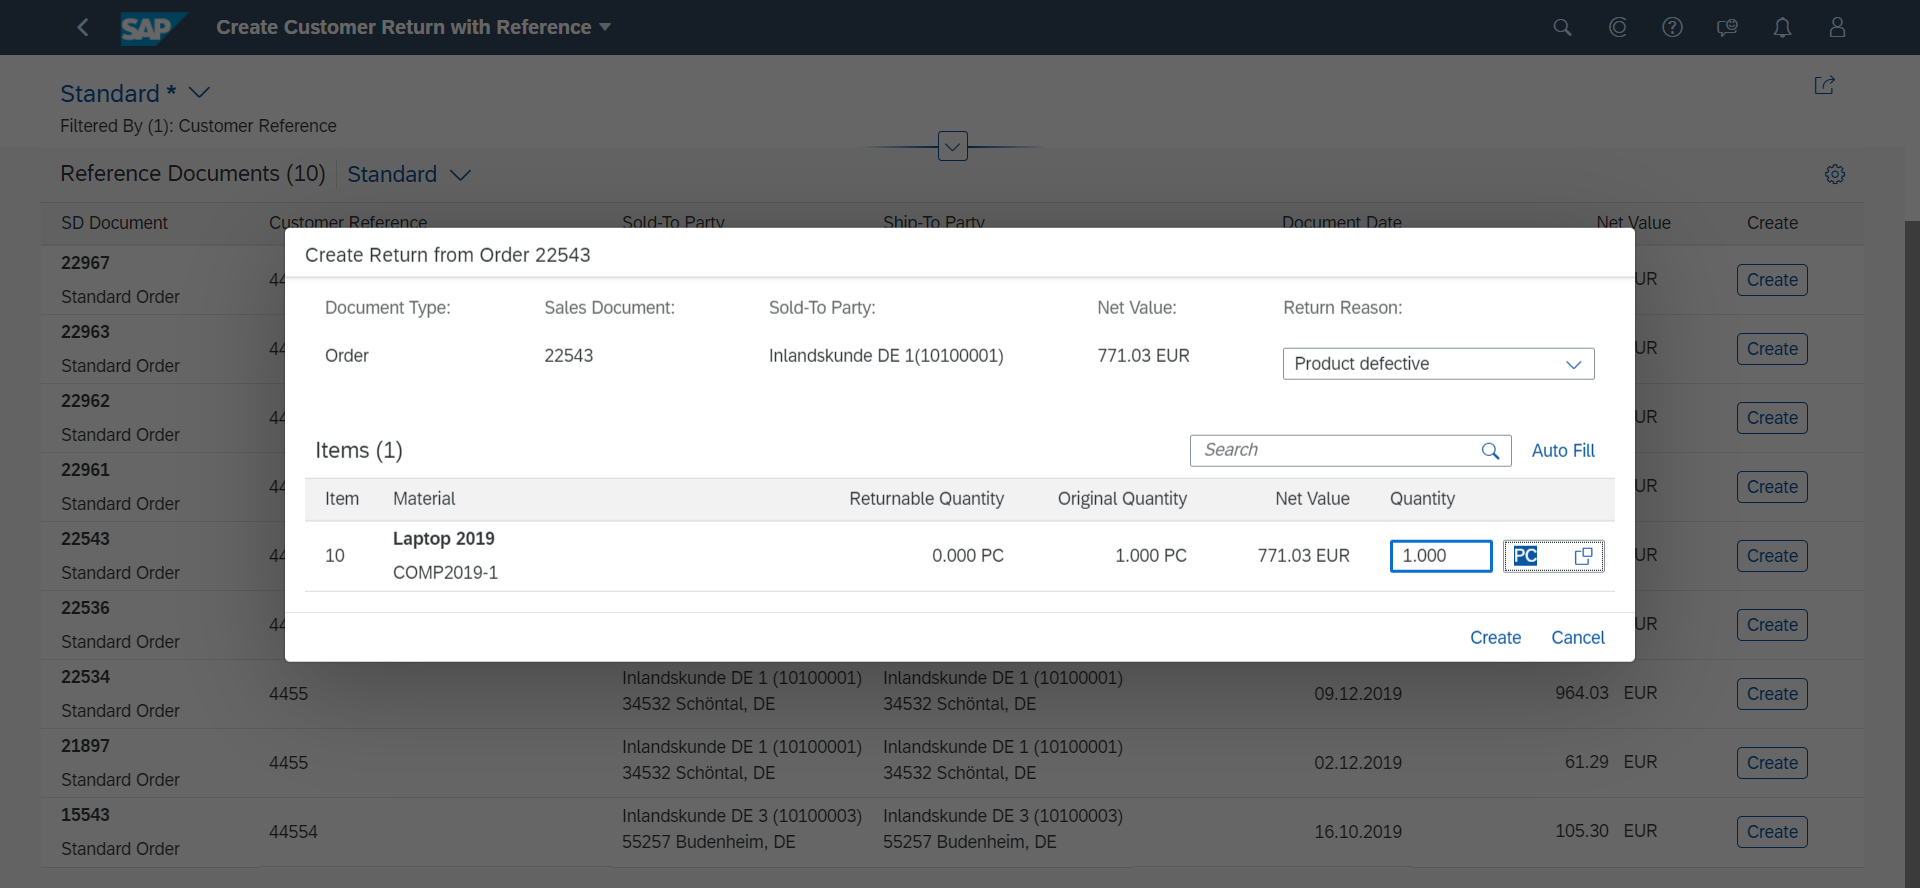 SAP Create Customer Return with Reference
Standard *
Filtered By (1): Customer Reference
Reference Documents (10) Standard
SD Document Customer Reference Sold-To Party Ship-To Party Document Date Net Value Create
22967
Standard Order
44
UR
Create
22963
Standard Order
44
UR
Create
22962
Standard Order
44
UR
Create
22961
Standard Order
44
UR
Create
22543
Standard Order
44
UR
Create
22536
Standard Order
44
UR
Create
Create Return from Order 22543
Document Type: Sales Document: Sold-To Party: Net Value: Return Reason:
Order 22543 Inlandskunde DE 1(10100001) 771.03 EUR Product defective
Items (1) Search Auto Fill
Item Material Returnable Quantity Original Quantity Net Value Quantity
Laptop 2019
10 0.000 PC 1.000 PC 771.03 EUR 1.000 PC
COMP2019-1
Create Cancel
22534 Inlandskunde DE 1 (10100001) Inlandskunde DE 1 (10100001)
4455 09.12.2019 964.03 EUR Create
Standard Order 34532 Schöntal, DE 34532 Schöntal, DE
21897 Inlandskunde DE 1 (10100001) Inlandskunde DE 1 (10100001)
4455 02.12.2019 61.29 EUR Create
Standard Order 34532 Schöntal, DE 34532 Schöntal, DE
15543 Inlandskunde DE 3 (10100003) Inlandskunde DE 3 (10100003)
44554 16.10.2019 105.30 EUR Create
Standard Order 55257 Budenheim, DE 55257 Budenheim, DE